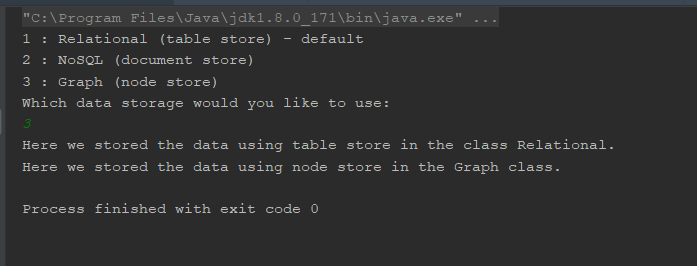 "C:\Program Files\Java\jdk1.8.0_171\bin\java.exe" ...
1 : Relational (table store) - default
2 : NoSQL (document store)
3 : Graph (node store)
Which data storage would you like to use:
3
Here we stored the data using table store in the class Relational.
Here we stored the data using node store in the Graph class.
Process finished with exit code 0